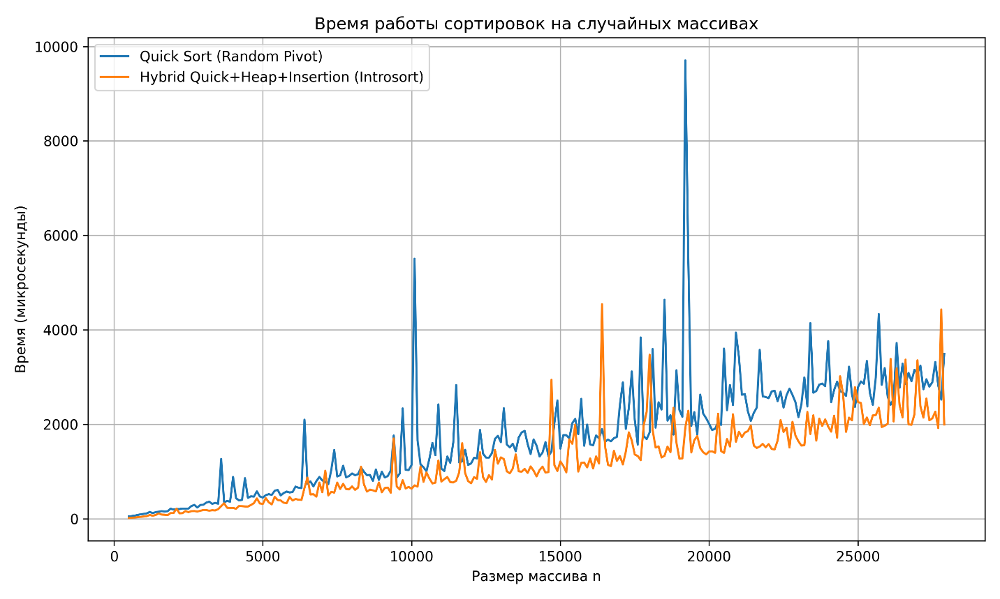 Время работы сортировок на случайных массивах
Quick Sort (Random Pivot)
Hybrid Quick+Heap+Insertion (Introsort)
Время (микросекунды)
10000
8000
6000
4000
2000
0
0 5000 10000 15000 20000 25000
Размер массива n